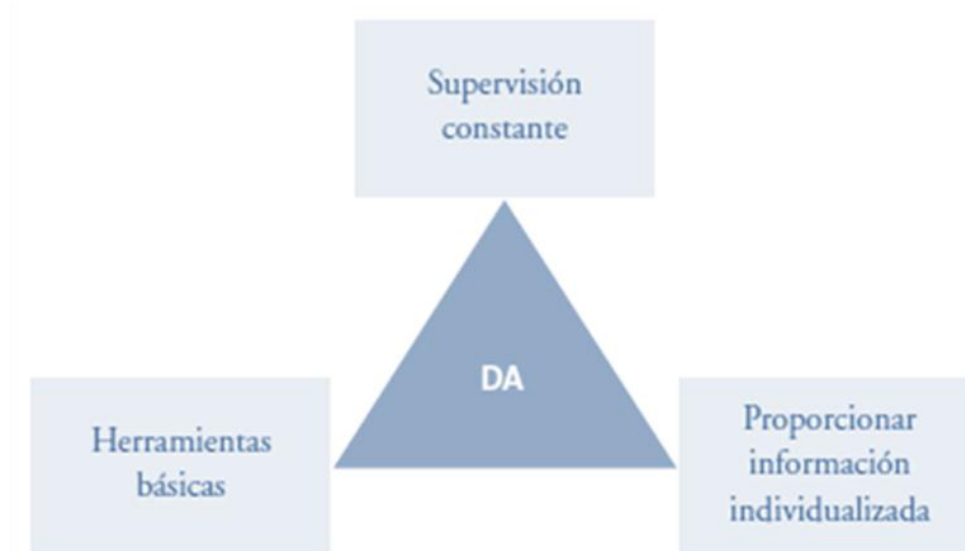 Supervisión
constante
DA
Herramientas
básicas
Proporcionar
información
individualizada